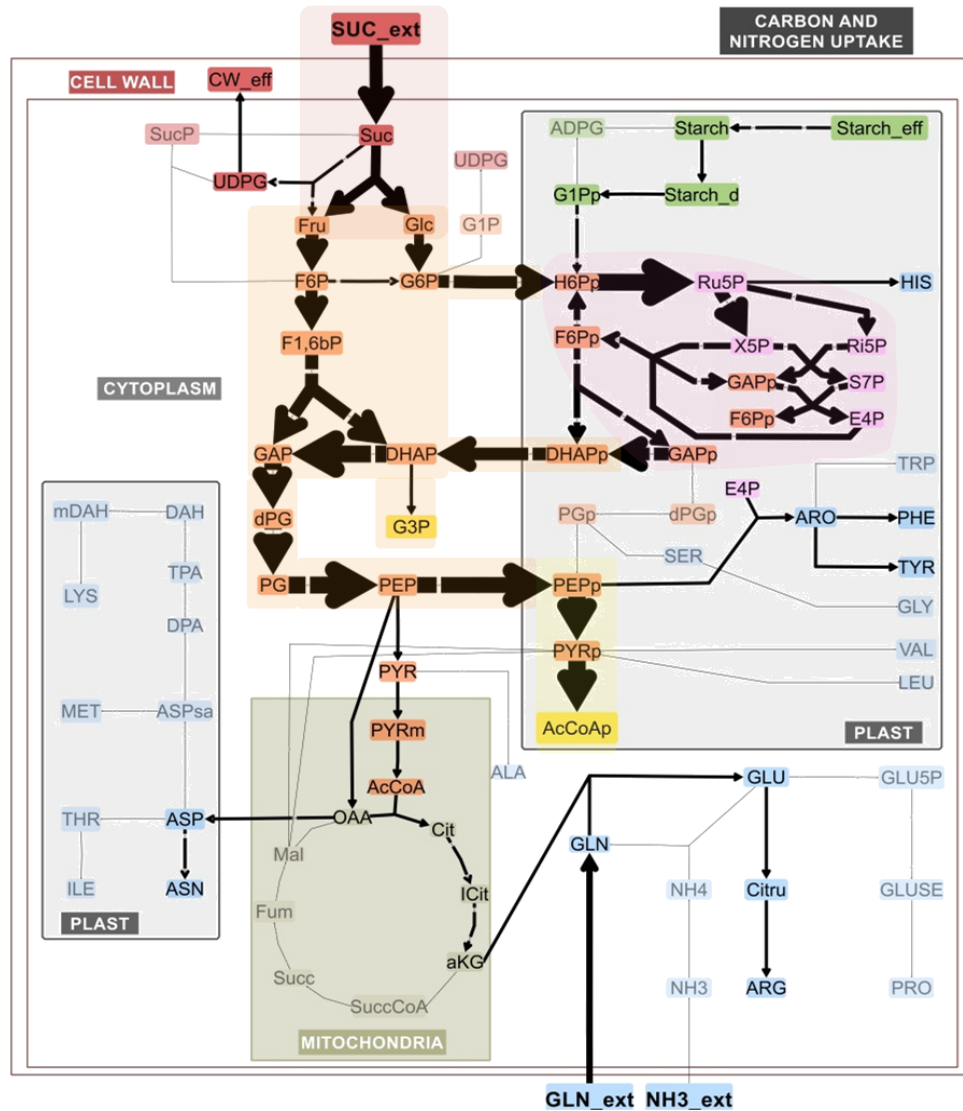 SUC_ext
CARBON AND
NITROGEN UPTAKE
CELL WALL
CW_eff
SucP
Suc
ADPG
Starch
Starch_eff
UDPG
UDPG
G1Pp
Starch_d
Fru
Glc
G1P
F6P
G6P
H6Pp
Ru5P
HIS
F1,6bP
F6Pp
X5P
Ri5P
CYTOPLASM
GAPp
S7P
F6Pp
E4P
GAP
DHAP
DHAPp
GAPp
TRP
mDAH
DAH
dPG
G3P
E4P
PGp
dPGp
ARO
PHE
SER
TPA
LYS
PG
PEP
PEPp
TYR
GLY
DPA
PYR
PYRp
VAL
LEU
MET
ASPsa
PYRm
AcCoAp
PLAST
ALA
AcCoA
GLU
GLU5P
THR
ASP
OAA
Cit
Mal
GLN
ILE
ASN
ICit
NH4
Citru
GLUSE
PLAST
Fum
aKG
Succ
SuccCoA
NH3
ARG
PRO
MITOCHONDRIA
GLN_ext
NH3_ext